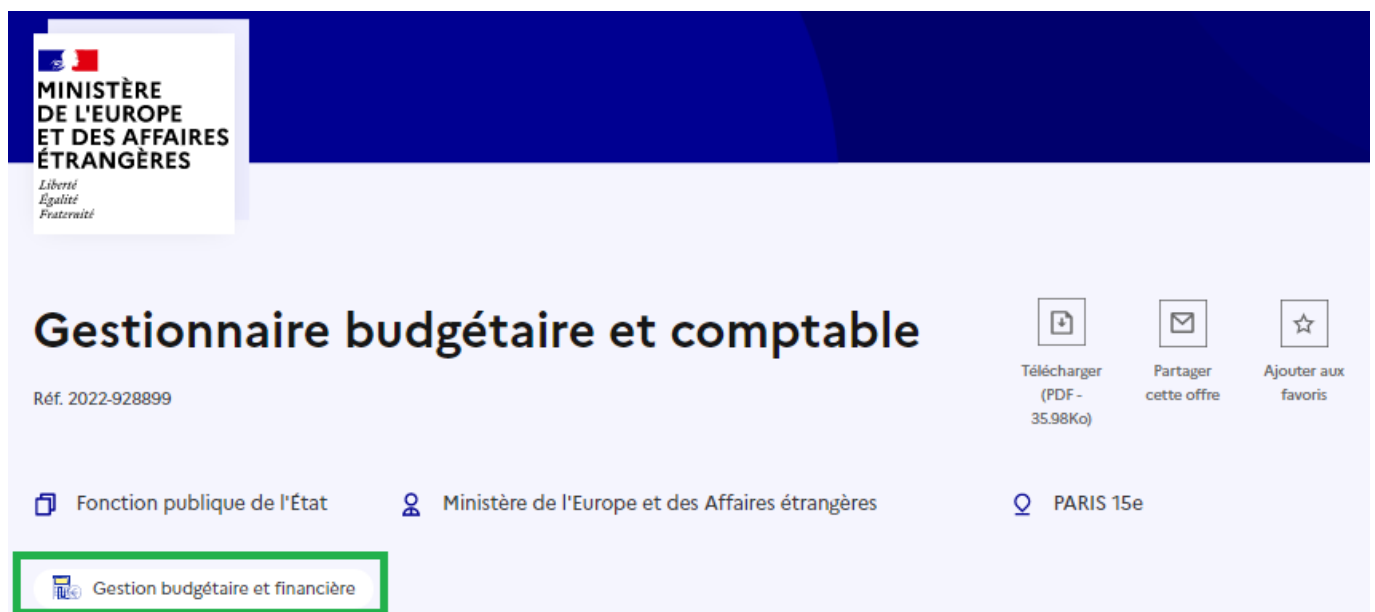 MINISTÈRE
DE L'EUROPE
ET DES AFFAIRES
ÉTRANGÈRES
Liberté
Égalité
Fraternité
Gestionnaire budgétaire et comptable
Réf. 2022-928899
Télécharger
(PDF -
35.98Ko)
Partager
cette offre
Ajouter aux
favoris
Fonction publique de l'État
Ministère de l'Europe et des Affaires étrangères
PARIS 15e
Gestion budgétaire et financière